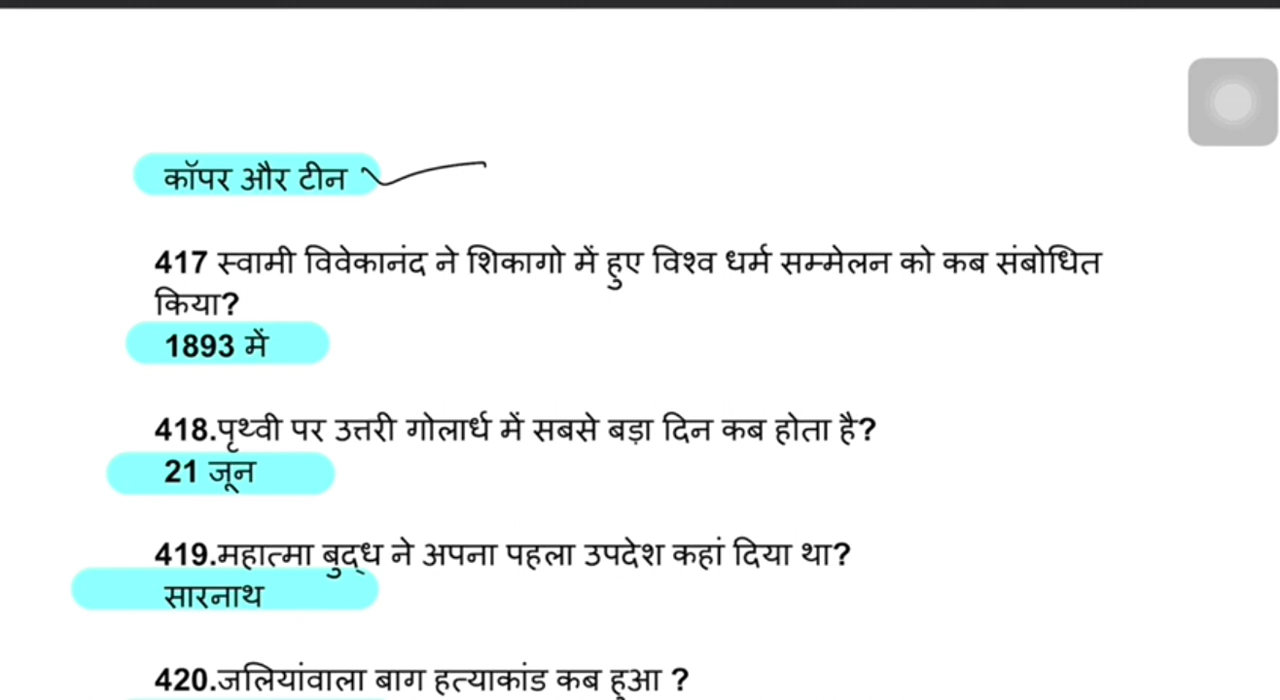 कॉपर और टीन
417 स्वामी विवेकानंद ने शिकागो में हुए विश्व धर्म सम्मेलन को कब संबोधित
किया?
1893 में
418.पृथ्वी पर उत्तरी गोलार्ध में सबसे बड़ा दिन कब होता है?
21 जून
419.महात्मा बुद्ध ने अपना पहला उपदेश कहां दिया था?
सारनाथ
420.जलियांवाला बाग हत्याकांड कब हुआ ?